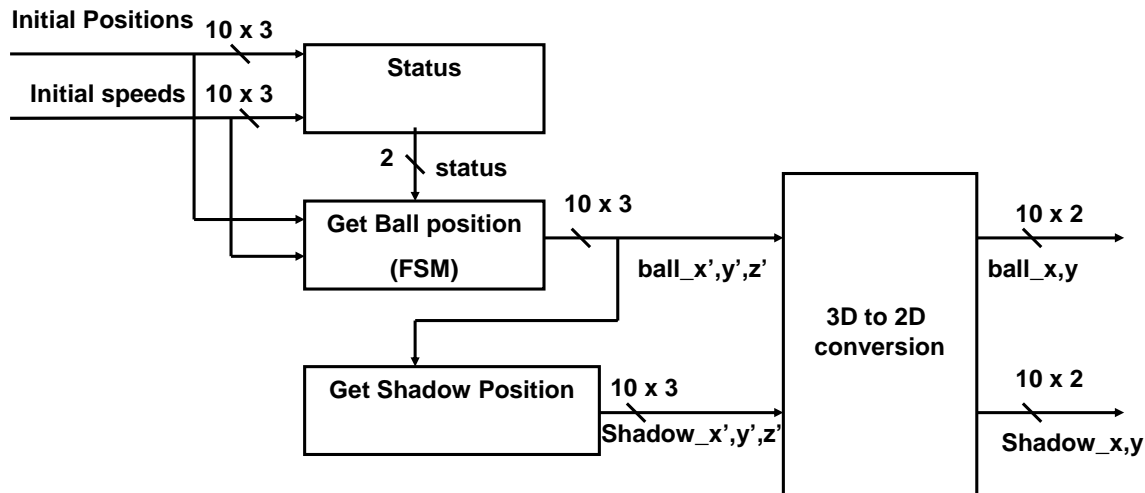 Initial Positions
10 x 3
Status
Initial speeds
10 x 3
2
status
Get Ball position
(FSM)
10 x 3
ball_x’,y’,z’
10 x 2
ball_x,y
3D to 2D
conversion
Get Shadow Position
10 x 3
Shadow_x’,y’,z’
10 x 2
Shadow_x,y